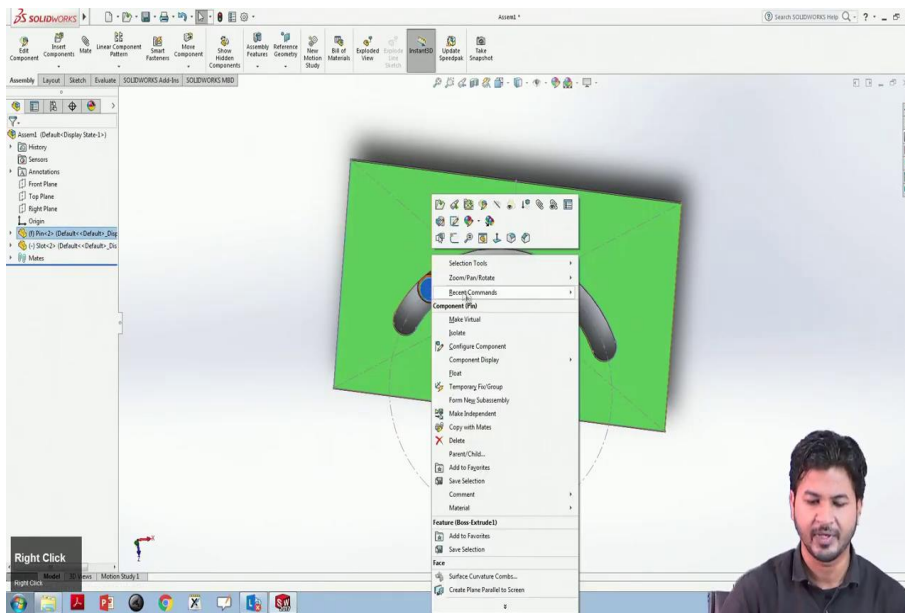 SOLIDWORKS
Assem1 *
Search SOLIDWORKS Help
Edit Component
Insert Components
Mate
Linear Component Pattern
Smart Fasteners
Move Component
Show Hidden Components
Assembly Features
Reference Geometry
New Motion Study
Bill of Materials
Exploded View
Explode Line Sketch
Instant3D
Update Speedpak
Take Snapshot
Assembly
Layout
Sketch
Evaluate
SOLIDWORKS Add-Ins
SOLIDWORKS MBD
Assem1 (Default<Display State-1>)
History
Sensors
Annotations
Front Plane
Top Plane
Right Plane
Origin
(f) Pin<2> (Default<<Default>_Disp
(-) Slot<2> (Default<<Default>_Dis
Mates
Selection Tools
Zoom/Pan/Rotate
Recent Commands
Component (Pin)
Make Virtual
Isolate
Configure Component
Component Display
Float
Temporary Fix/Group
Form New Subassembly
Make Independent
Copy with Mates
Delete
Parent/Child...
Add to Favorites
Save Selection
Comment
Material
Feature (Boss-Extrude1)
Add to Favorites
Save Selection
Face
Surface Curvature Combs...
Create Plane Parallel to Screen
Right Click
Right Click
Model
3D Views
Motion Study 1